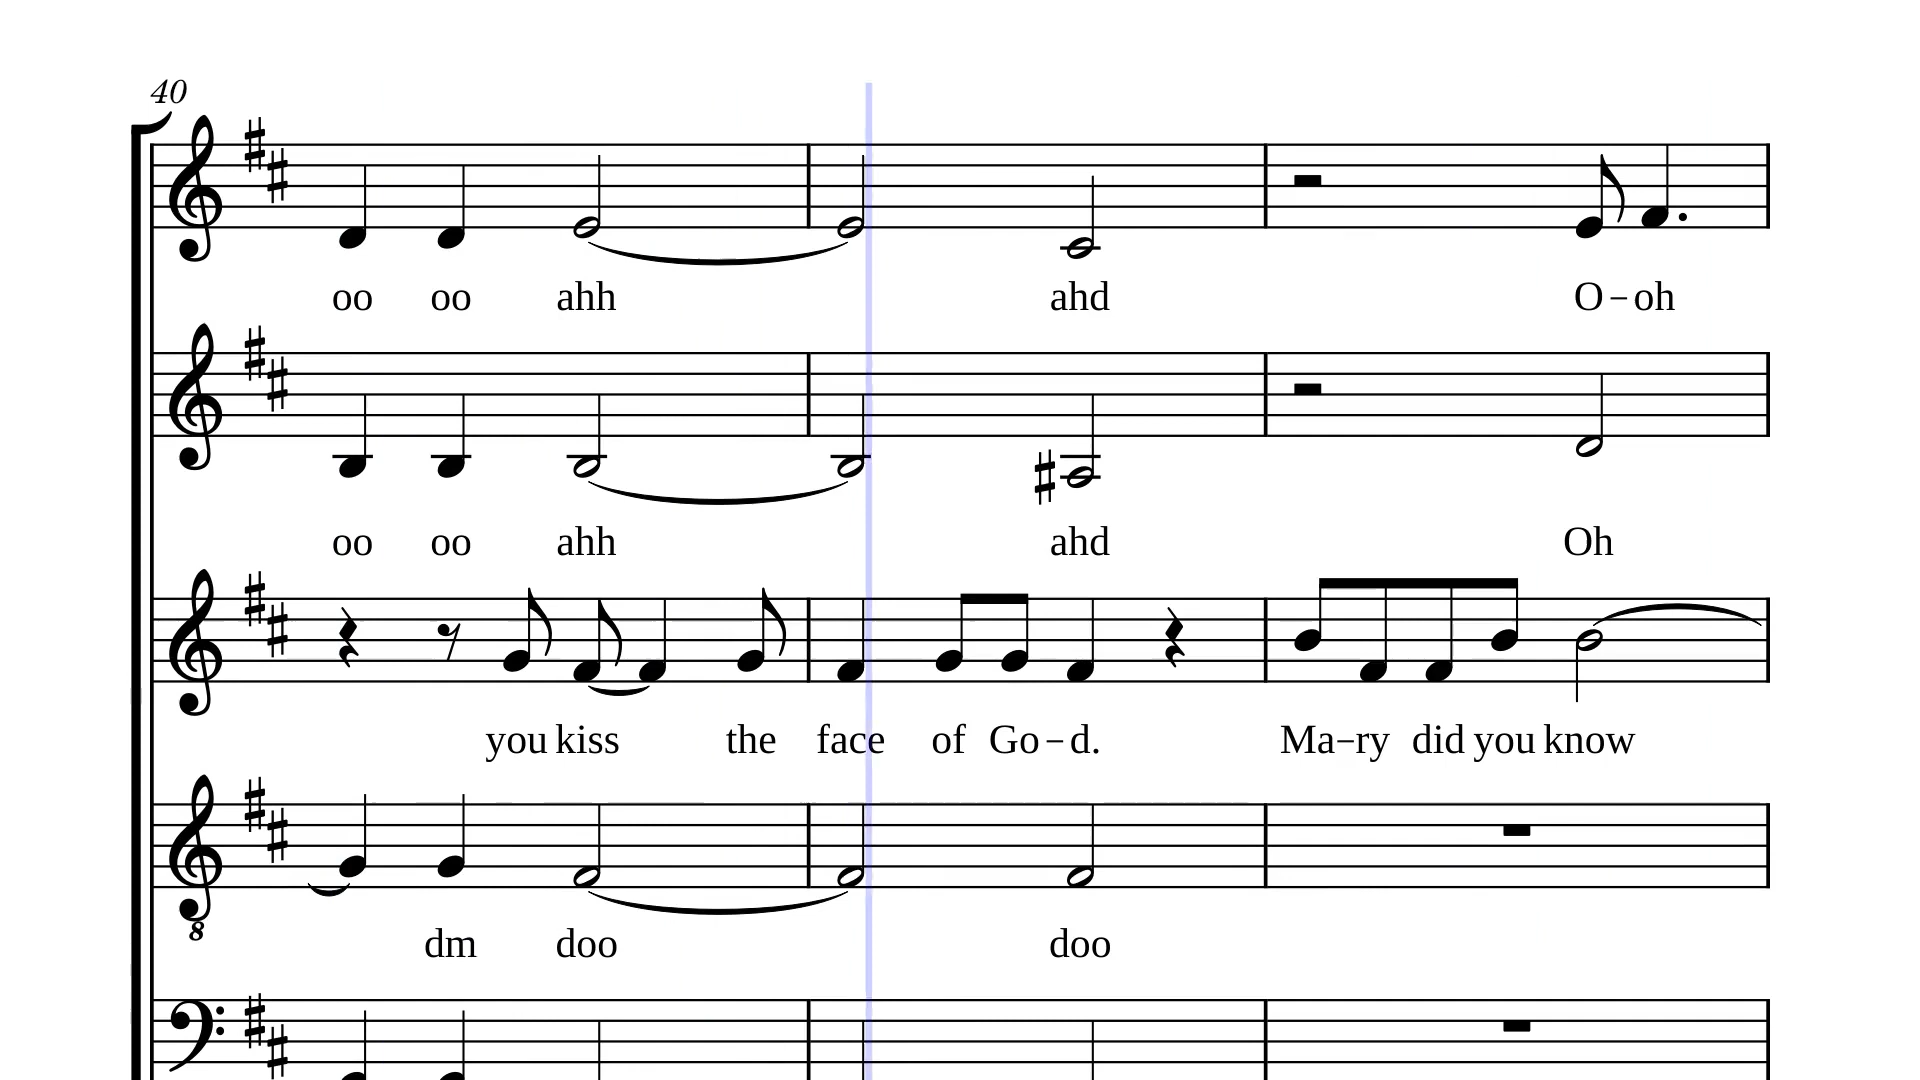 40
oo oo ahh ahd O-oh
oo oo ahh ahd Oh
you kiss the face of Go-d. Ma-ry did you know
8
dm doo doo